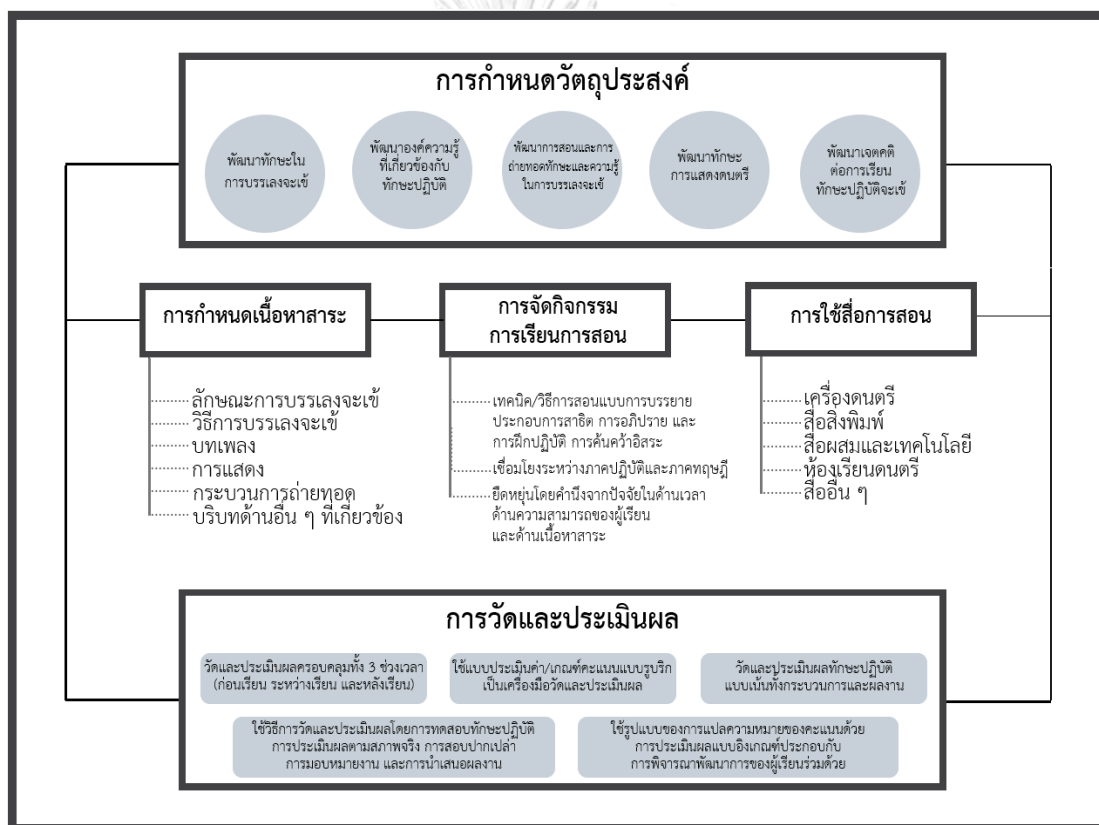 การกำหนดวัตถุประสงค์
พัฒนาทักษะใน
การบรรเลงจะเข้
พัฒนาองค์ความรู้
ที่เกี่ยวข้องกับ
ทักษะปฏิบัติ
พัฒนาการสอนและการ
ถ่ายทอดทักษะและความรู้
ในการบรรเลงจะเข้
พัฒนาทักษะ
การแสดงดนตรี
พัฒนาเจตคติ
ต่อการเรียน
ทักษะปฏิบัติจะเข้
การกำหนดเนื้อหาสาระ
ลักษณะการบรรเลงจะเข้
วิธีการบรรเลงจะเข้
บทเพลง
การแสดง
กระบวนการถ่ายทอด
บริบทด้านอื่น ๆ ที่เกี่ยวข้อง
การจัดกิจกรรม
การเรียนการสอน
เทคนิค/วิธีการสอนแบบการบรรยาย
ประกอบการสาธิต การอภิปราย และ
การฝึกปฏิบัติ การค้นคว้าอิสระ
เชื่อมโยงระหว่างภาคปฏิบัติและภาคทฤษฎี
ยืดหยุ่นโดยคำนึงจากปัจจัยในด้านเวลา
ด้านความสามารถของผู้เรียน
และด้านเนื้อหาสาระ
การใช้สื่อการสอน
เครื่องดนตรี
สื่อสิ่งพิมพ์
สื่อผสมและเทคโนโลยี
ห้องเรียนดนตรี
สื่ออื่น ๆ
การวัดและประเมินผล
วัดและประเมินผลครอบคลุมทั้ง 3 ช่วงเวลา
(ก่อนเรียน ระหว่างเรียน และหลังเรียน)
ใช้แบบประเมินค่า/เกณฑ์คะแนนแบบรูบริก
เป็นเครื่องมือวัดและประเมินผล
วัดและประเมินผลทักษะปฏิบัติ
แบบเน้นทั้งกระบวนการและผลงาน
ใช้วิธีการวัดและประเมินผลโดยการทดสอบทักษะปฏิบัติ
การประเมินผลตามสภาพจริง การสอบปากเปล่า
การมอบหมายงาน และการนำเสนอผลงาน
ใช้รูปแบบของการแปลความหมายของคะแนนด้วย
การประเมินผลแบบอิงเกณฑ์ประกอบกับ
การพิจารณาพัฒนาการของผู้เรียนร่วมด้วย